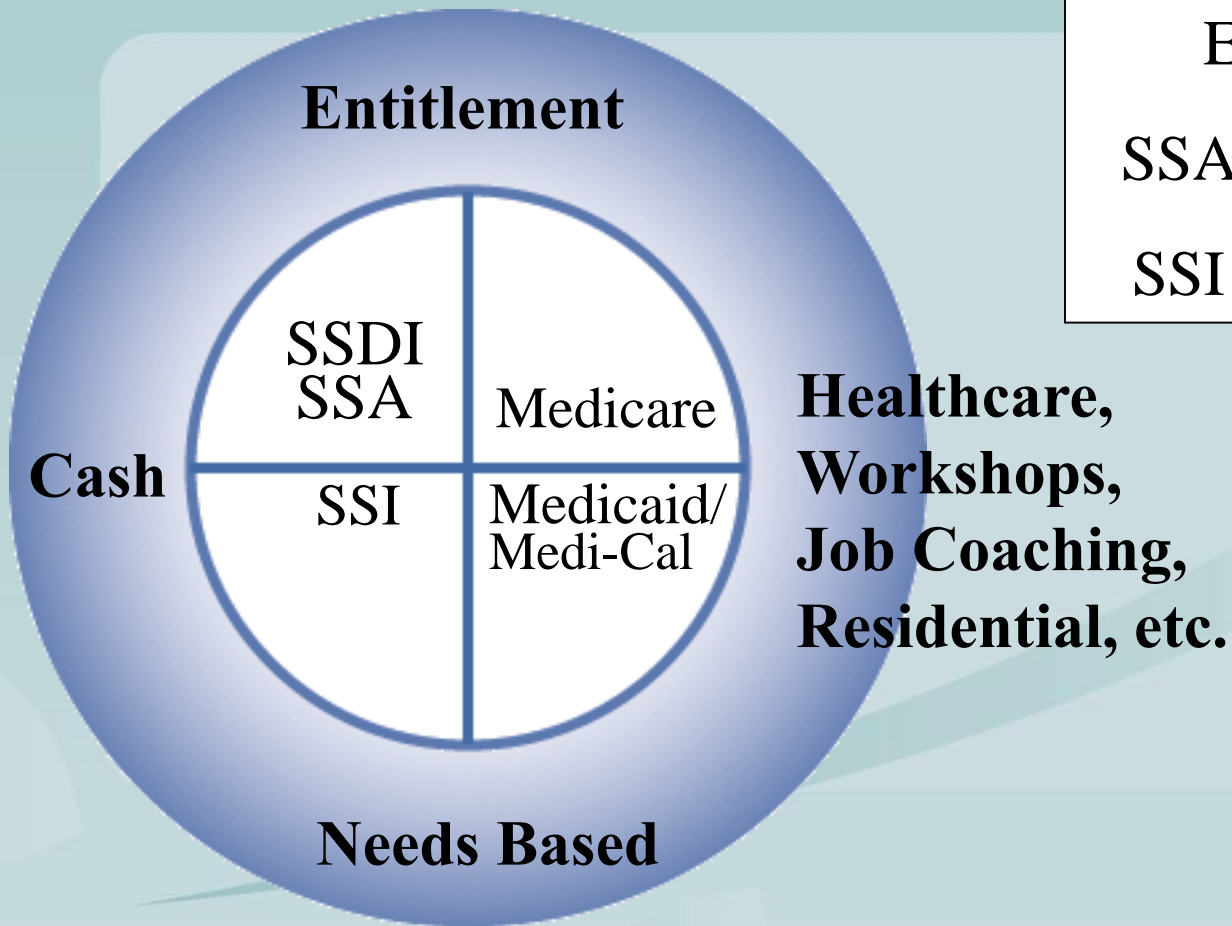 Entitlement
SSDI
SSA
Medicare
Cash
SSI
Medicaid/
Medi-Cal
Needs Based
Healthcare,
Workshops,
Job Coaching,
Residential, etc.
E
SSA
SSI